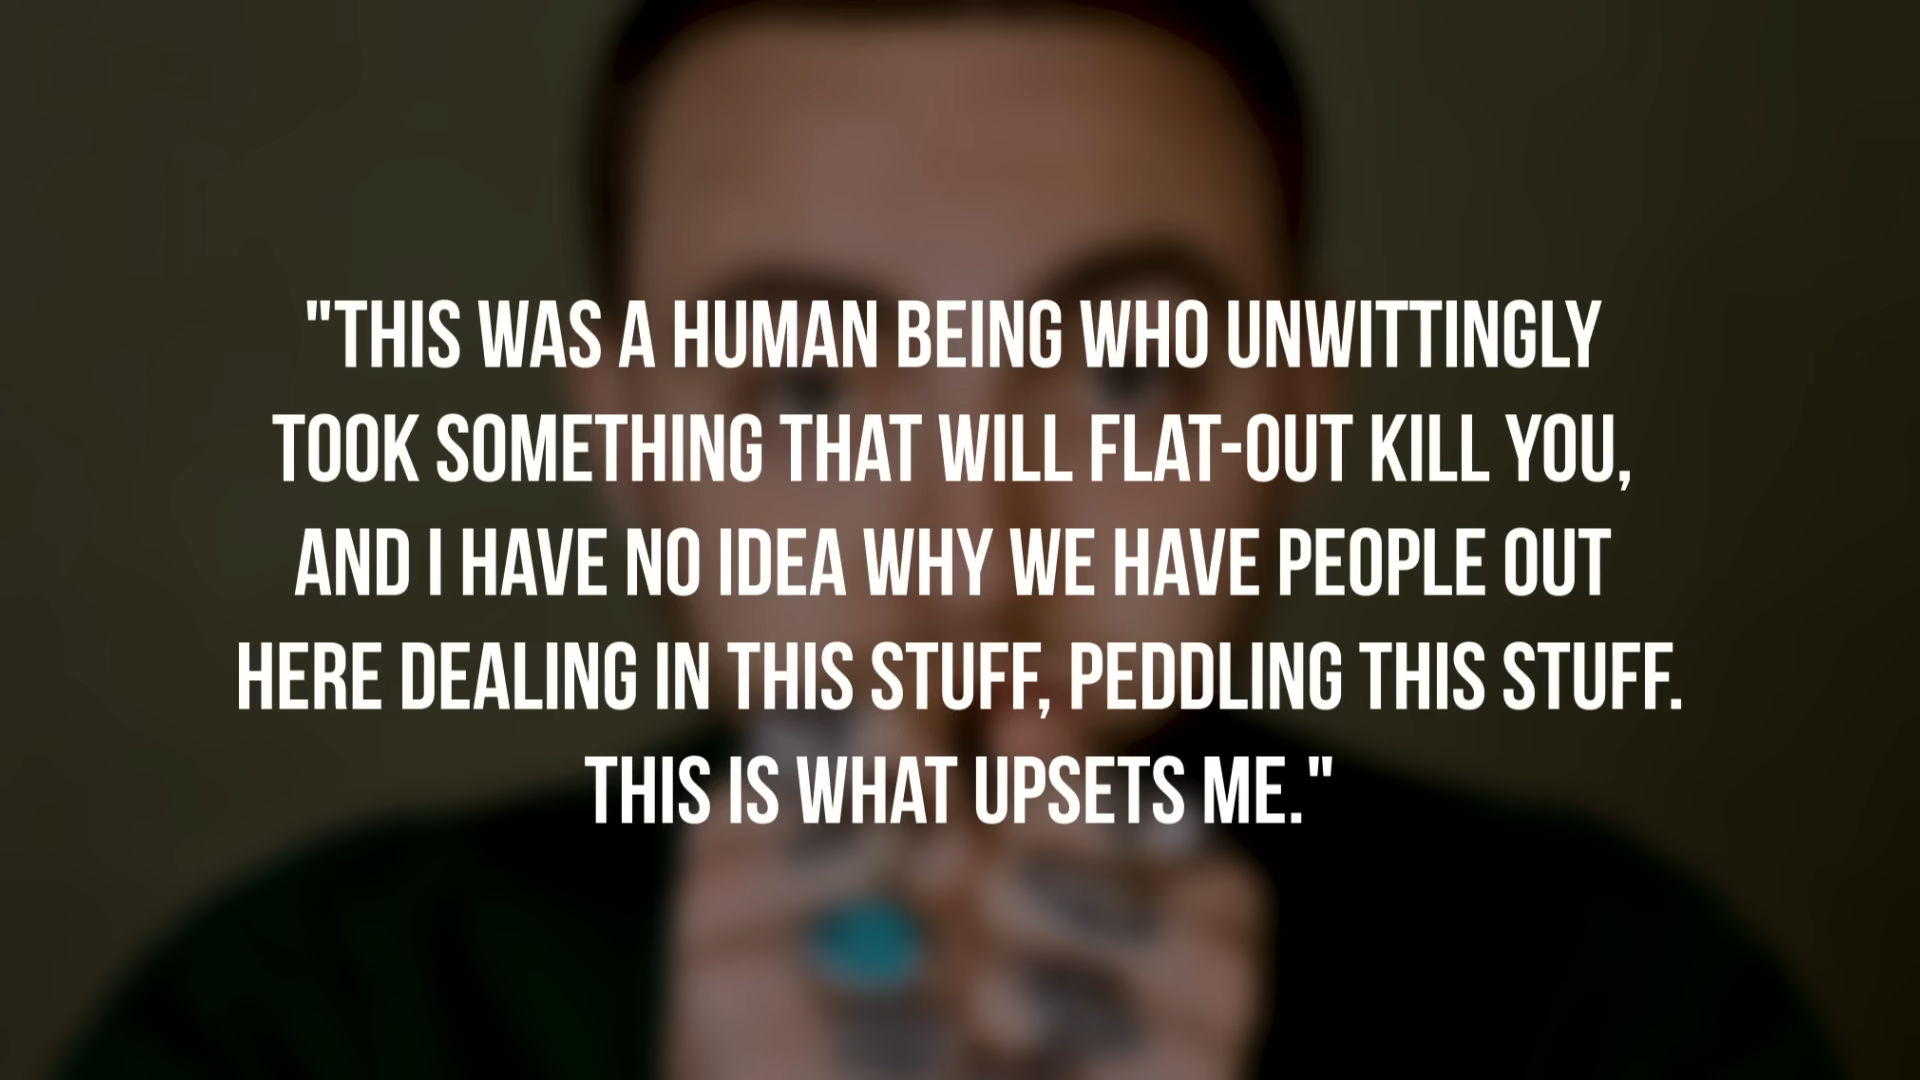 "THIS WAS A HUMAN BEING WHO UNWITTINGLY
TOOK SOMETHING THAT WILL FLAT-OUT KILL YOU,
AND I HAVE NO IDEA WHY WE HAVE PEOPLE OUT
HERE DEALING IN THIS STUFF, PEDDLING THIS STUFF.
THIS IS WHAT UPSETS ME."